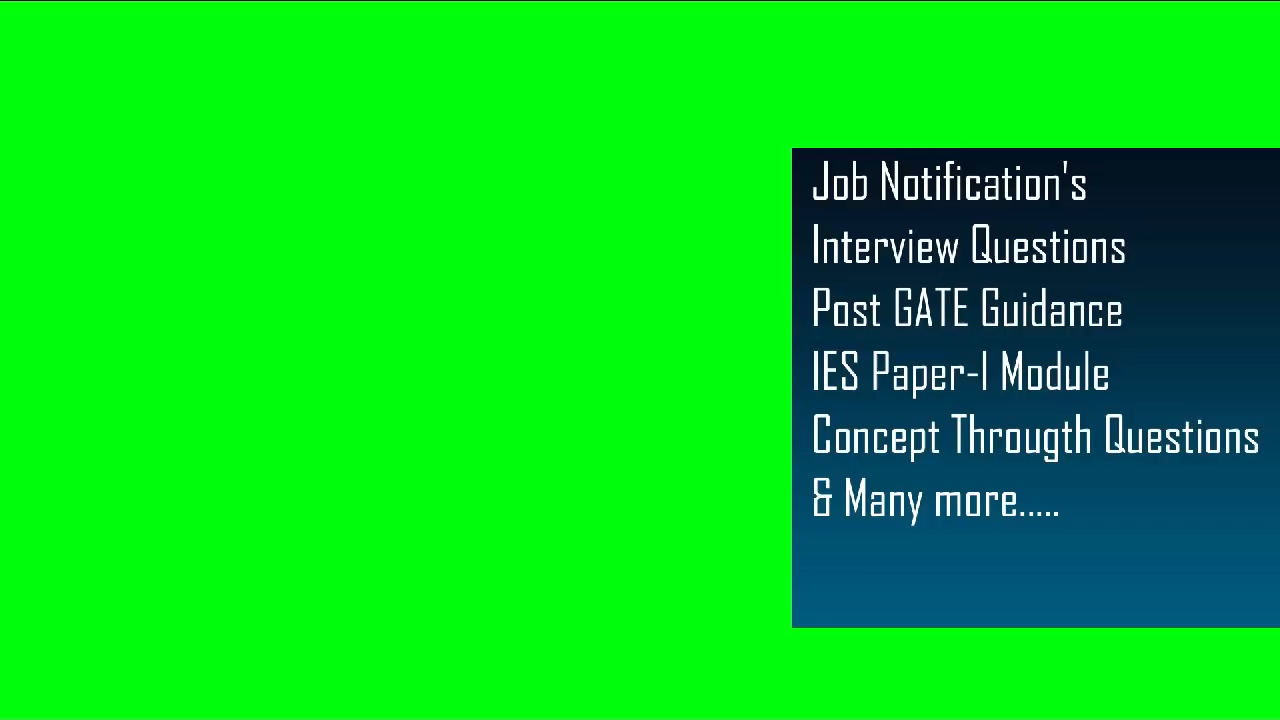 Job Notification's
Interview Questions
Post GATE Guidance
IES Paper-I Module
Concept Througth Questions
& Many more.....